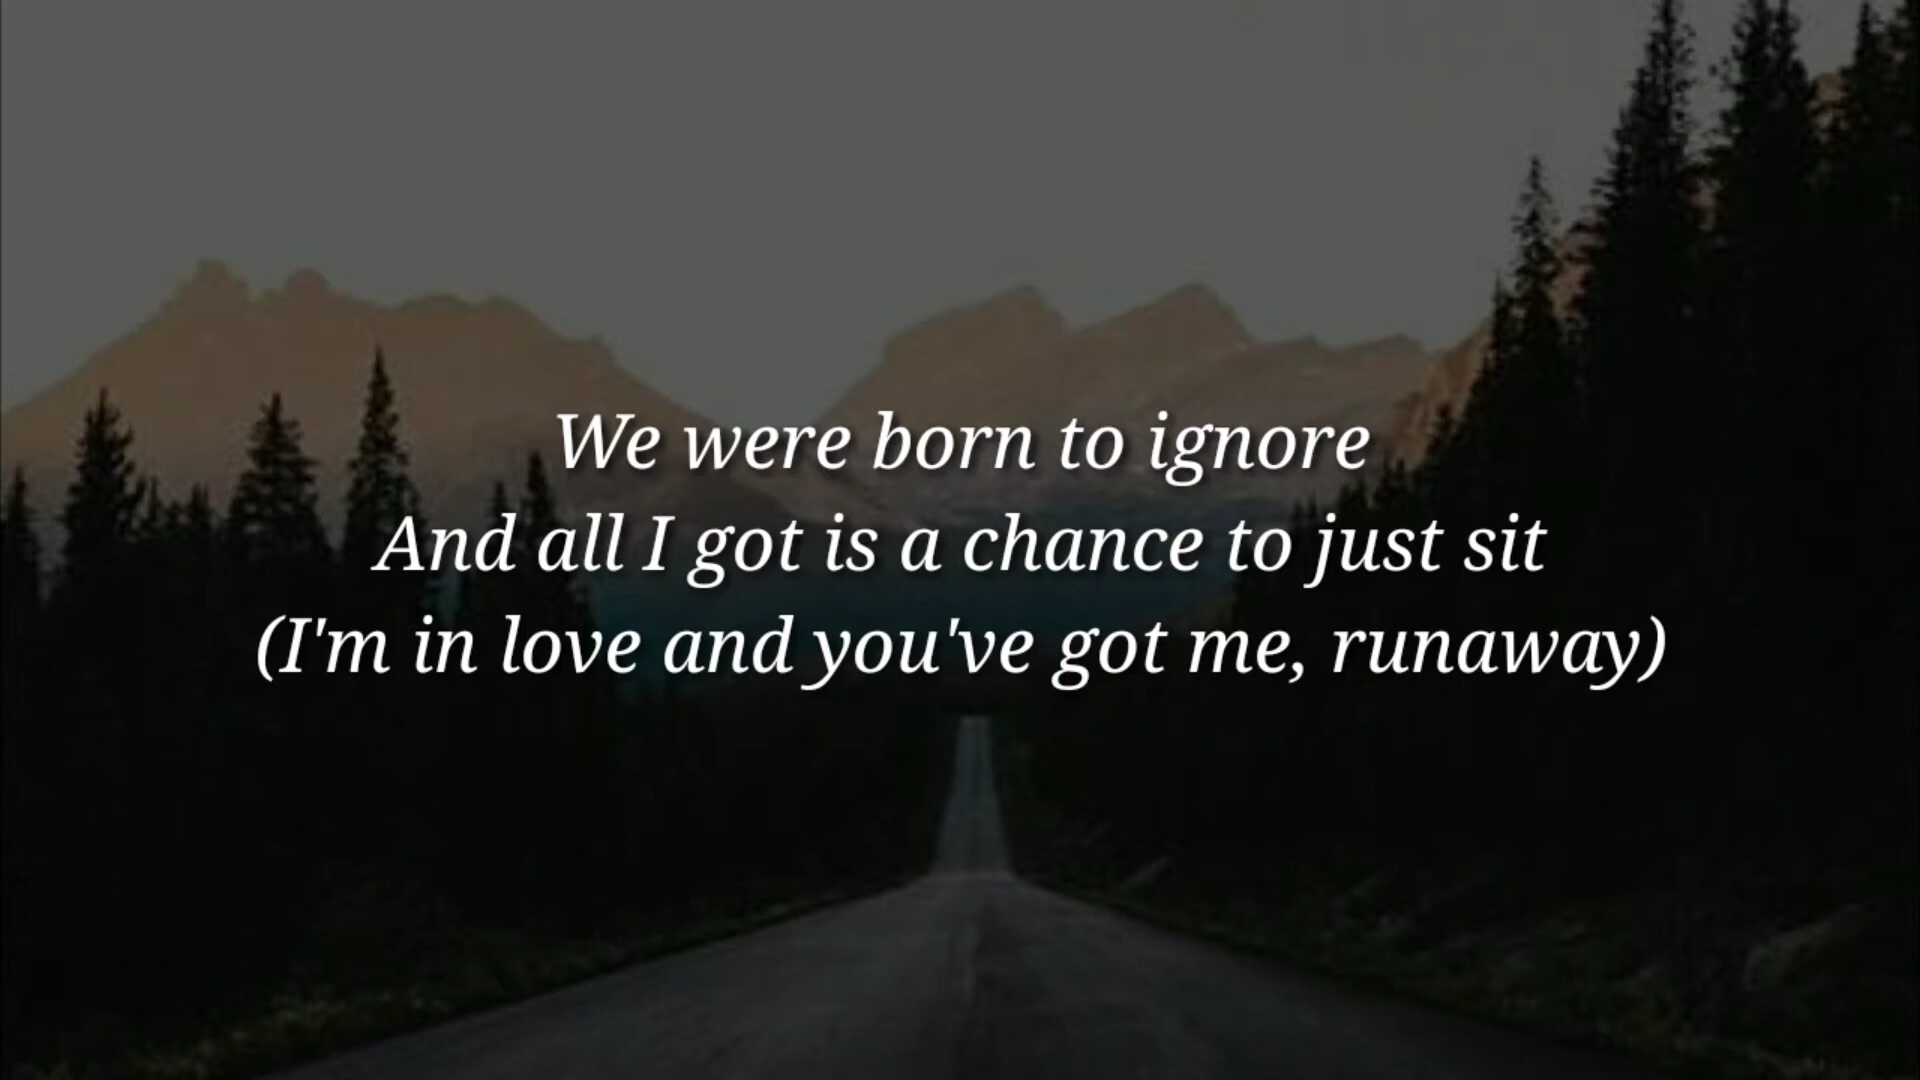 We were born to ignore
And all I got is a chance to just sit
(I'm in love and you've got me, runaway)